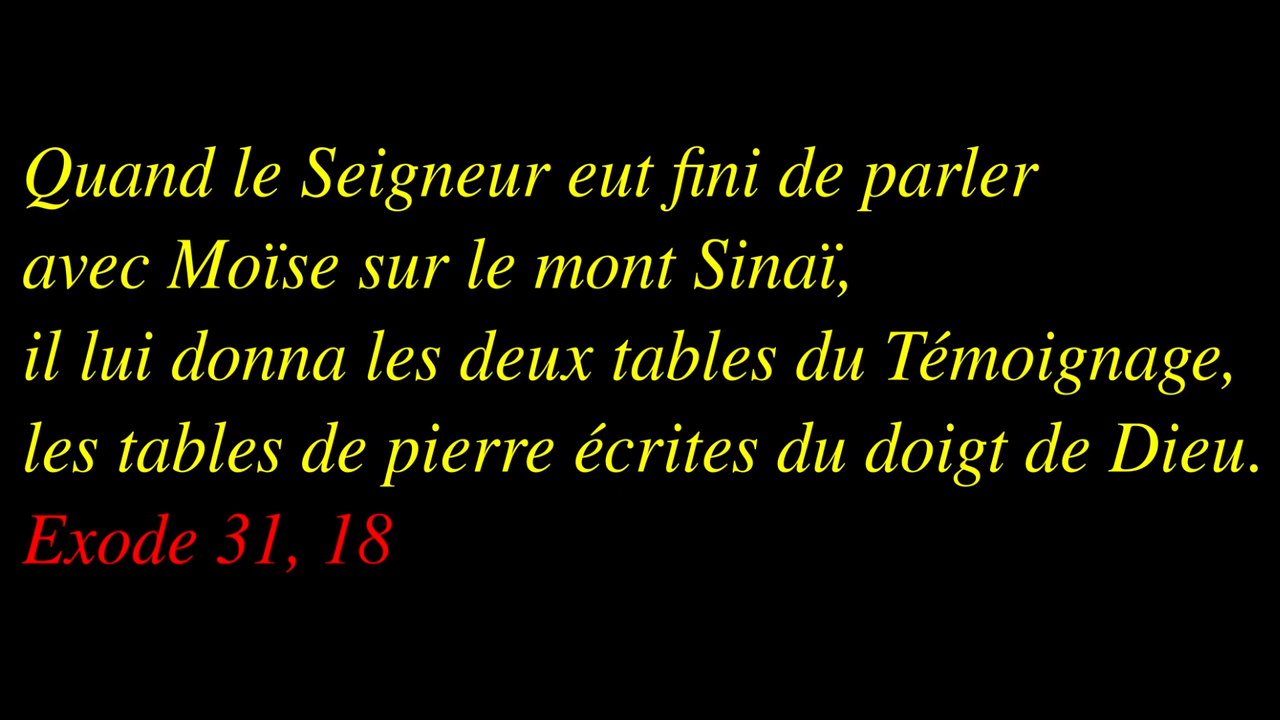 Quand le Seigneur eut fini de parler
avec Moïse sur le mont Sinaï,
il lui donna les deux tables du Témoignage,
les tables de pierre écrites du doigt de Dieu.
Exode 31, 18